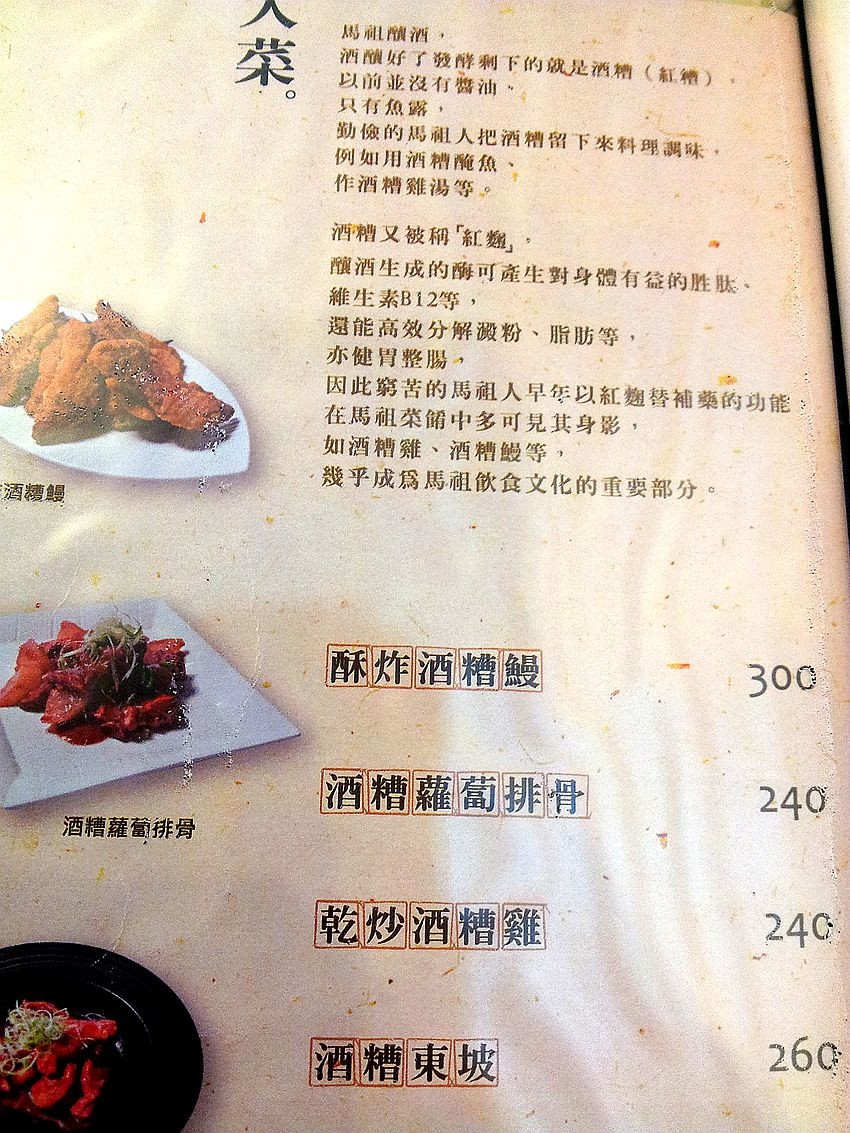 菜。
馬祖釀酒，
酒釀好了發酵剩下的就是酒糟（紅糟）。
以前並沒有醬油。
只有魚露，
勤儉的馬祖人把酒糟留下來料理調味，
例如用酒糟醃魚、
作酒糟雞湯等。
酒糟又被稱「紅麴」，
釀酒生成的酶可產生對身體有益的胜肽、
維生素B12等，
還能高效分解澱粉、脂肪等，
亦健胃整腸，
因此窮苦的馬祖人早年以紅麴替補藥的功能，
在馬祖菜餚中多可見其身影，
如酒糟雞、酒糟鰻等，
幾乎成為馬祖飲食文化的重要部分。
酒糟鰻
酥炸酒糟鰻 300
酒糟蘿蔔排骨 240
酒糟蘿蔔排骨
乾炒酒糟雞 240
酒糟東坡 260